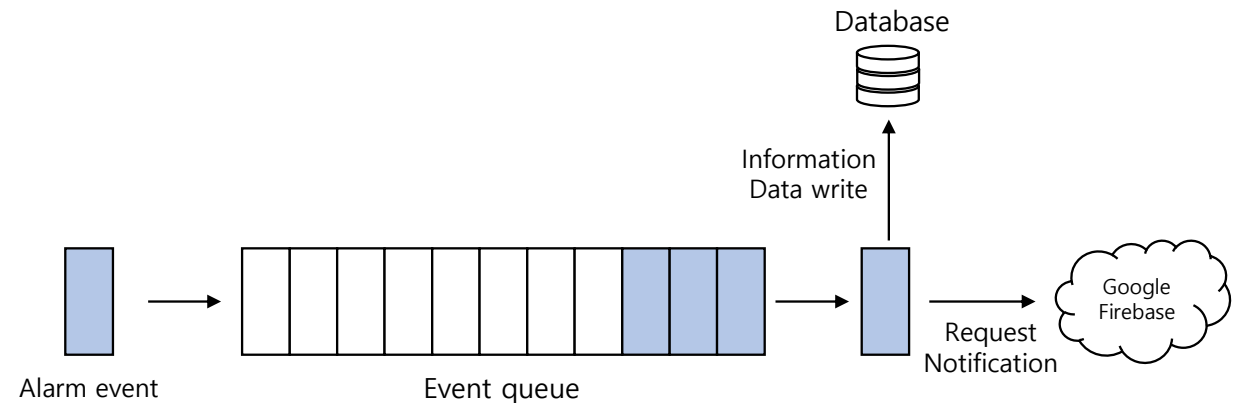 Database
Information
Data write
Google
Firebase
Request
Notification
Alarm event
Event queue